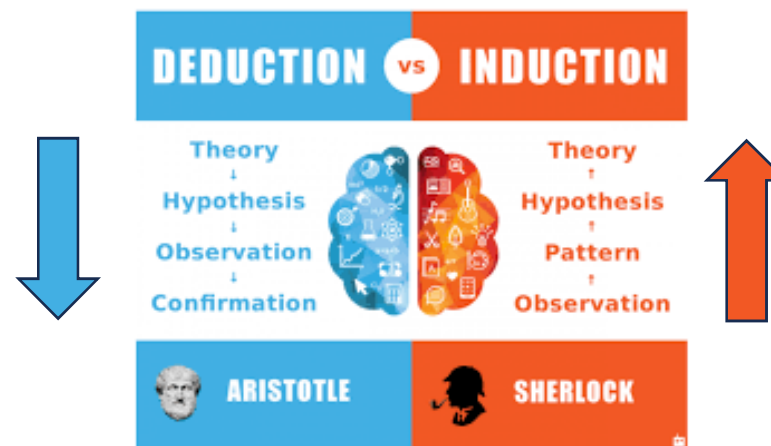 DEDUCTION vs INDUCTION
Theory
↓
Hypothesis
↓
Observation
↓
Confirmation
Theory
↑
Hypothesis
↑
Pattern
↑
Observation
ARISTOTLE
SHERLOCK